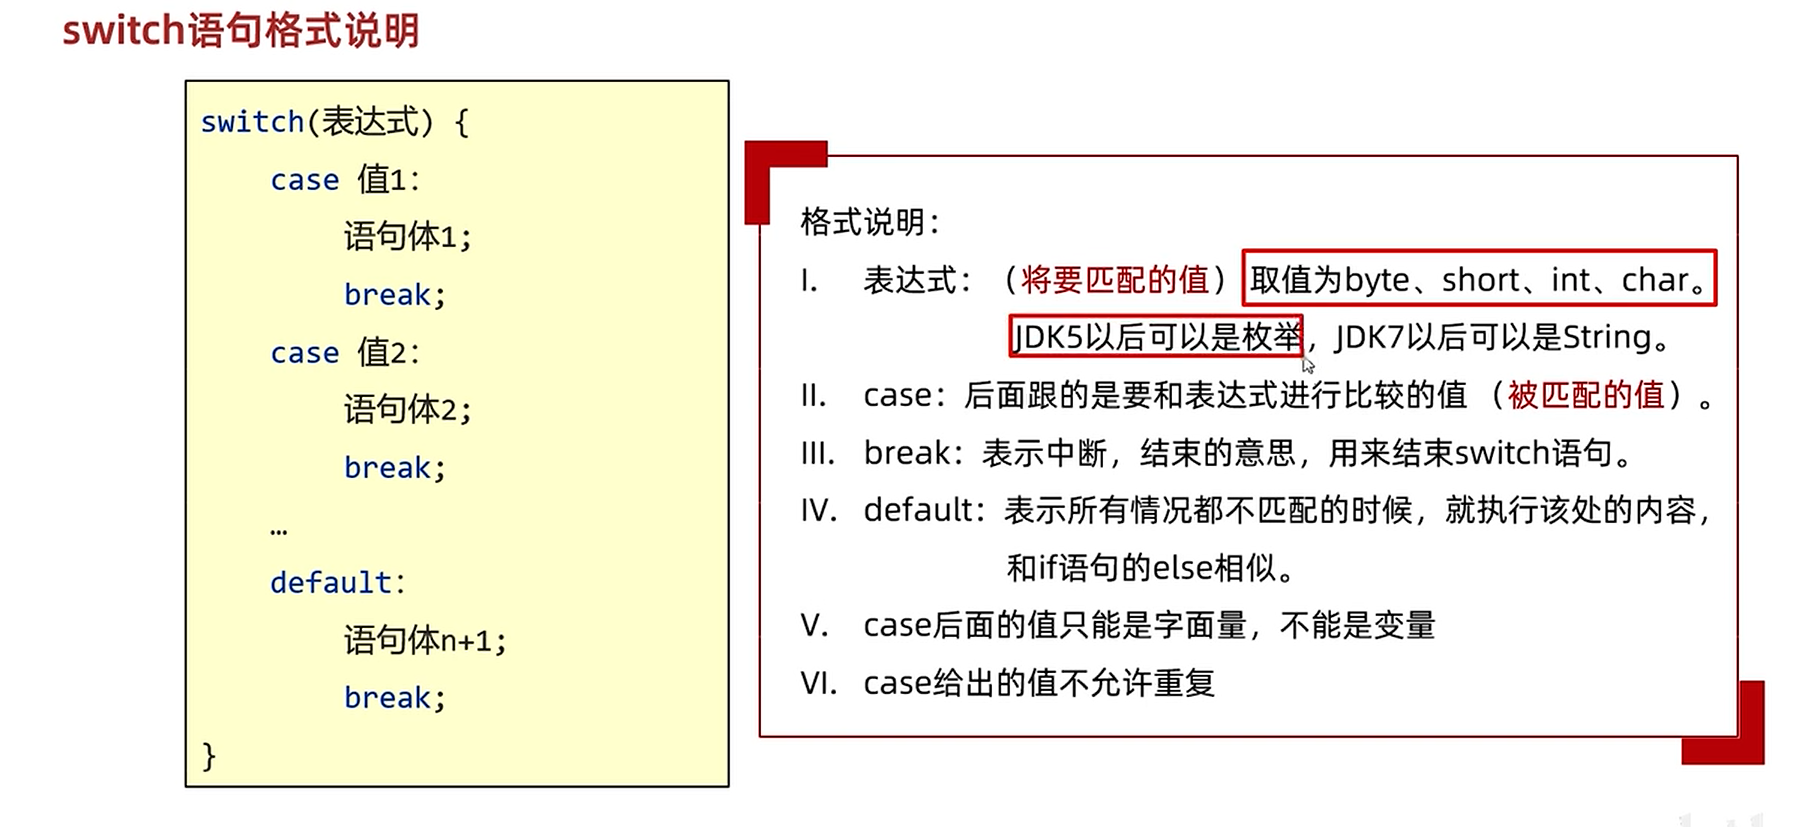 switch语句格式说明
switch(表达式) {
case 值1:
语句体1;
break;
case 值2:
语句体2;
break;
…
default:
语句体n+1;
break;
}
格式说明：
I. 表达式：（将要匹配的值）取值为byte、short、int、char。
JDK5以后可以是枚举，JDK7以后可以是String。
II. case：后面跟的是要和表达式进行比较的值（被匹配的值）。
III. break：表示中断，结束的意思，用来结束switch语句。
IV. default：表示所有情况都不匹配的时候，就执行该处的内容，
和if语句的else相似。
V. case后面的值只能是字面量，不能是变量
VI. case给出的值不允许重复